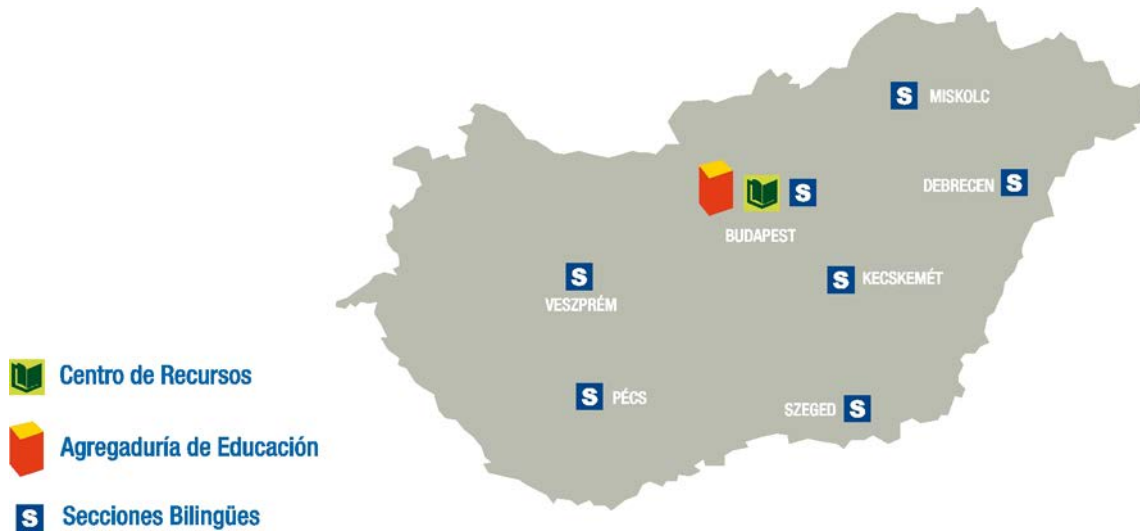 S MISKOLC
DEBRECEN S
S
BUDAPEST
S KECSKEMÉT
S
VESZPRÉM
S PÉCS
SZEGED S
Centro de Recursos
Agregaduría de Educación
S Secciones Bilingües